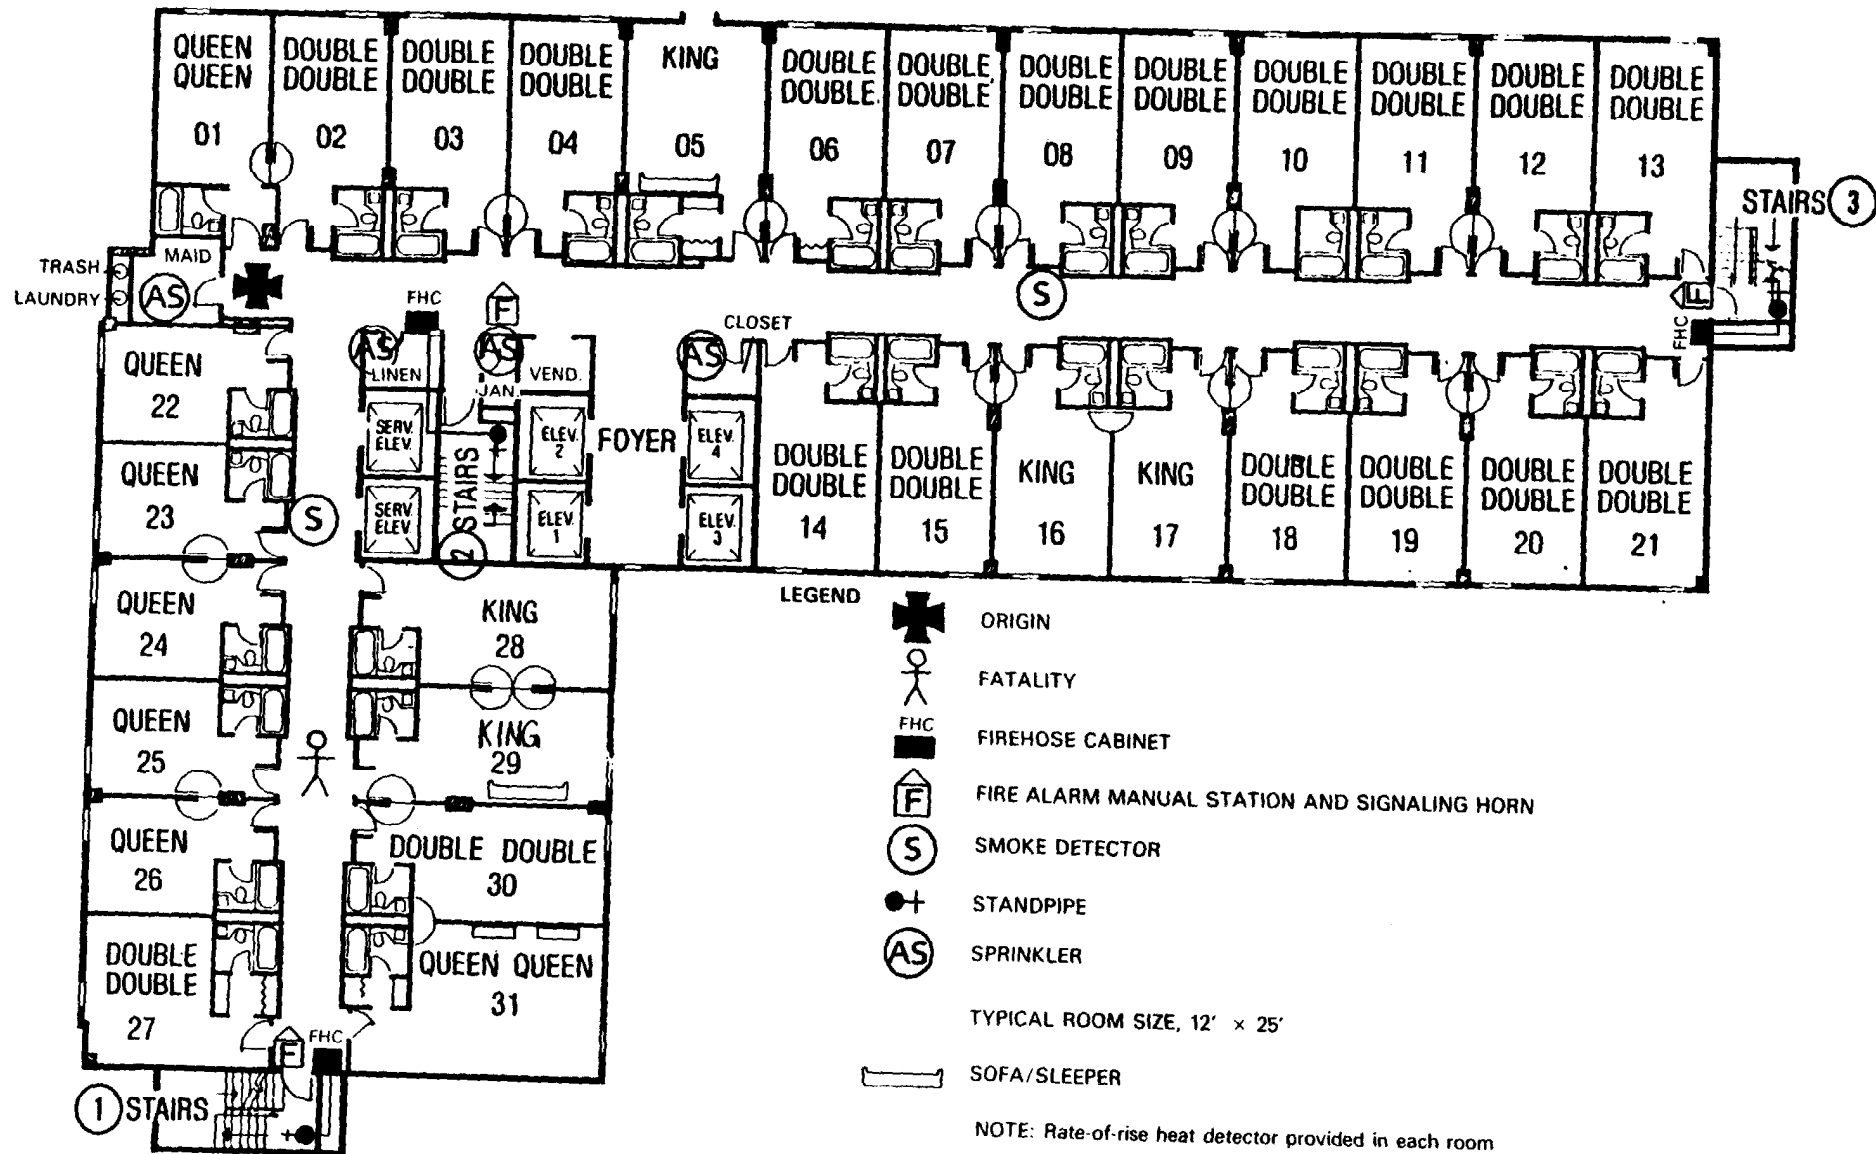 QUEEN
QUEEN
01
DOUBLE
DOUBLE
02
DOUBLE
DOUBLE
03
DOUBLE
DOUBLE
04
KING
05
DOUBLE
DOUBLE
06
DOUBLE
DOUBLE
07
DOUBLE
DOUBLE
08
DOUBLE
DOUBLE
09
DOUBLE
DOUBLE
10
DOUBLE
DOUBLE
11
DOUBLE
DOUBLE
12
DOUBLE
DOUBLE
13
STAIRS 3
TRASH
LAUNDRY
MAID
AS
FHC
F
S
F
FHC
AS
LINEN
AS
JAN.
VEND.
AS
CLOSET
SERV.
ELEV.
SERV.
ELEV.
2 STAIRS
ELEV.
2
ELEV.
1
FOYER
ELEV.
4
ELEV.
3
DOUBLE
DOUBLE
14
DOUBLE
DOUBLE
15
KING
16
KING
17
DOUBLE
DOUBLE
18
DOUBLE
DOUBLE
19
DOUBLE
DOUBLE
20
DOUBLE
DOUBLE
21
QUEEN
22
QUEEN
23
S
QUEEN
24
QUEEN
25
QUEEN
26
DOUBLE
DOUBLE
27
KING
28
KING
29
DOUBLE DOUBLE
30
QUEEN QUEEN
31
F
FHC
1 STAIRS
LEGEND
ORIGIN
FATALITY
FHC
FIREHOSE CABINET
F
FIRE ALARM MANUAL STATION AND SIGNALING HORN
S
SMOKE DETECTOR
STANDPIPE
AS
SPRINKLER
TYPICAL ROOM SIZE, 12' × 25'
SOFA/SLEEPER
NOTE: Rate-of-rise heat detector provided in each room